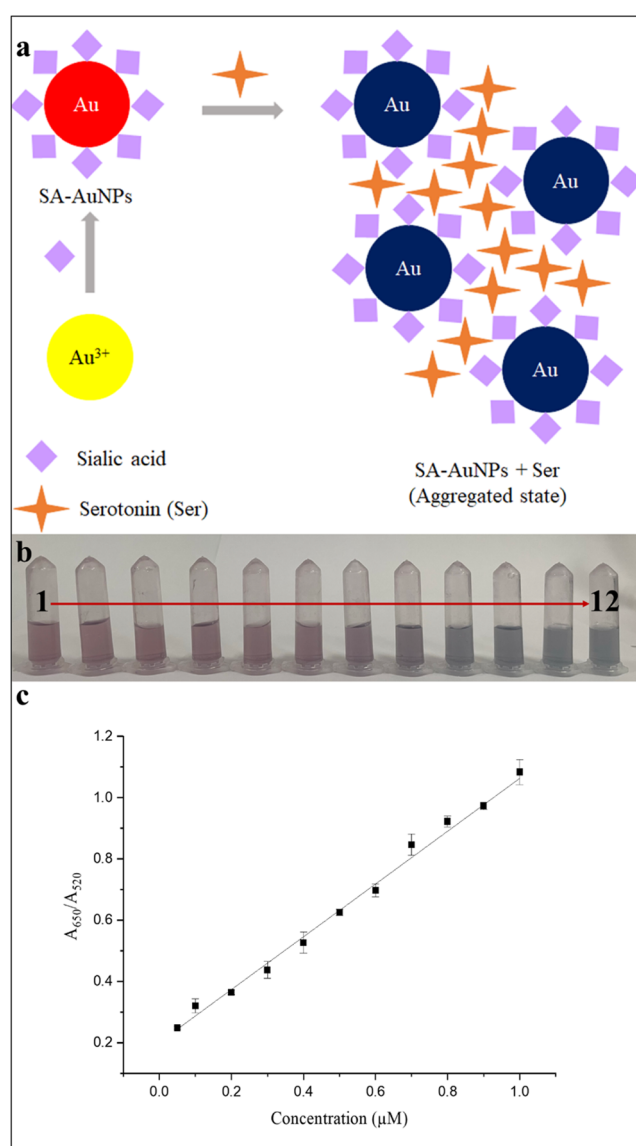 a
Au
SA-AuNPs
Au³⁺
Sialic acid
Serotonin (Ser)
Au
Au
Au
Au
SA-AuNPs + Ser
(Aggregated state)
b
1
12
c
A₆₅₀/A₅₂₀
1.2
1.0
0.8
0.6
0.4
0.2
0.0 0.2 0.4 0.6 0.8 1.0
Concentration (µM)